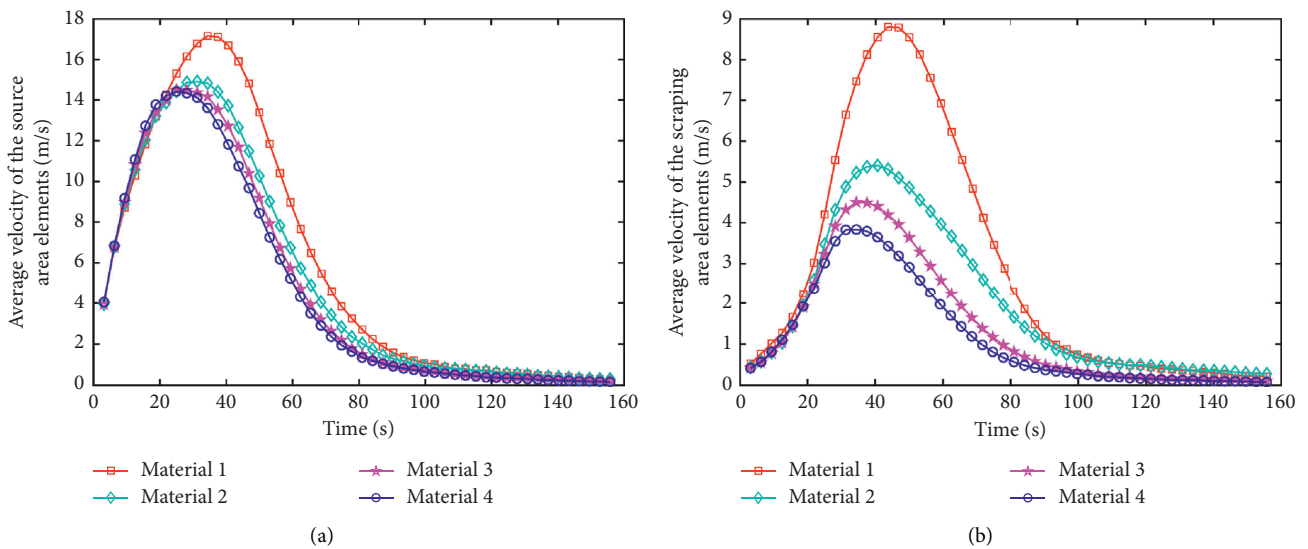 18
16
14
12
10
8
6
4
2
0
Average velocity of the source
area elements (m/s)
0 20 40 60 80 100 120 140 160
Time (s)
Material 1
Material 2
Material 3
Material 4
(a)
9
8
7
6
5
4
3
2
1
0
Average velocity of the scraping
area elements (m/s)
0 20 40 60 80 100 120 140 160
Time (s)
Material 1
Material 2
Material 3
Material 4
(b)